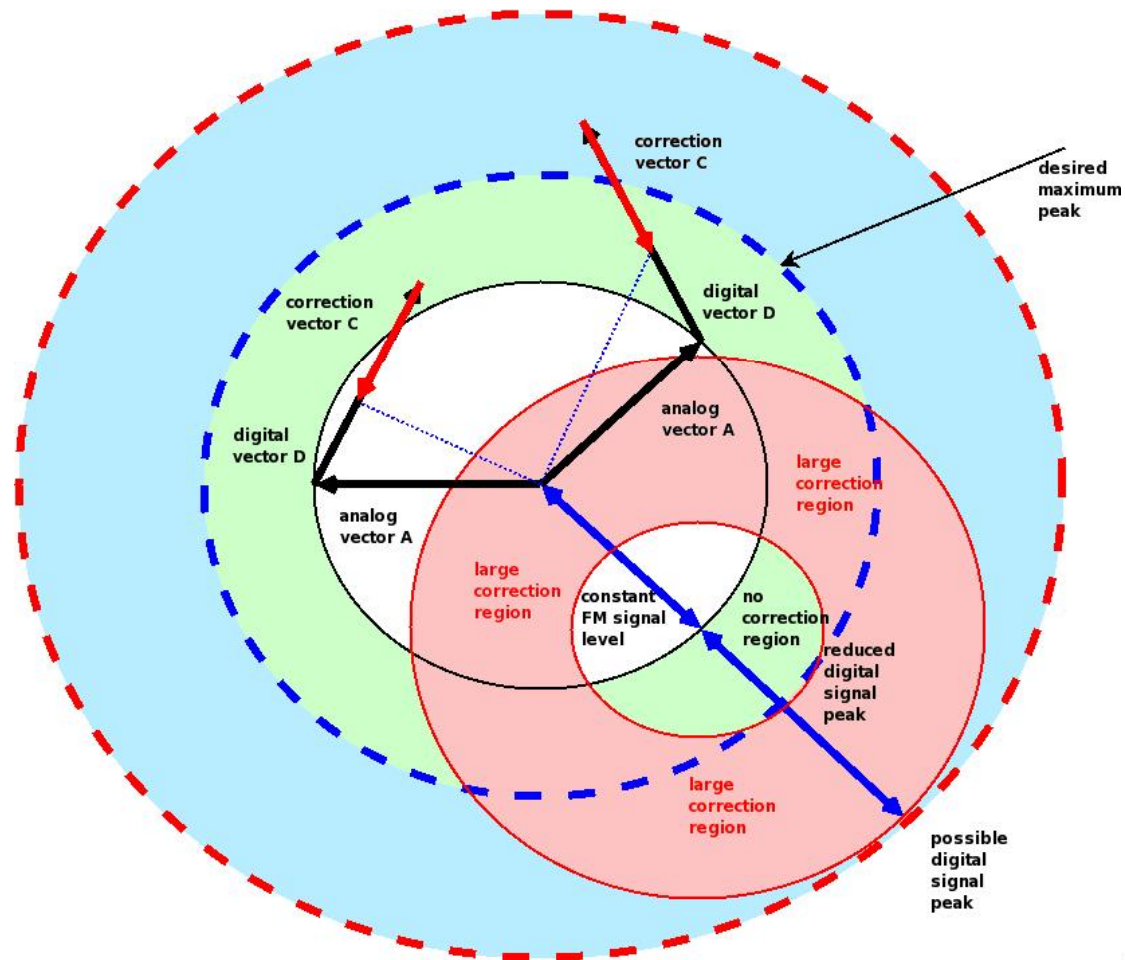 correction
vector C
desired
maximum
peak
correction
vector C
digital
vector D
analog
vector A
digital
vector D
large
correction
region
analog
vector A
large
correction
region
constant
FM signal
level
no
correction
region
reduced
digital
signal
peak
large
correction
region
possible
digital
signal
peak